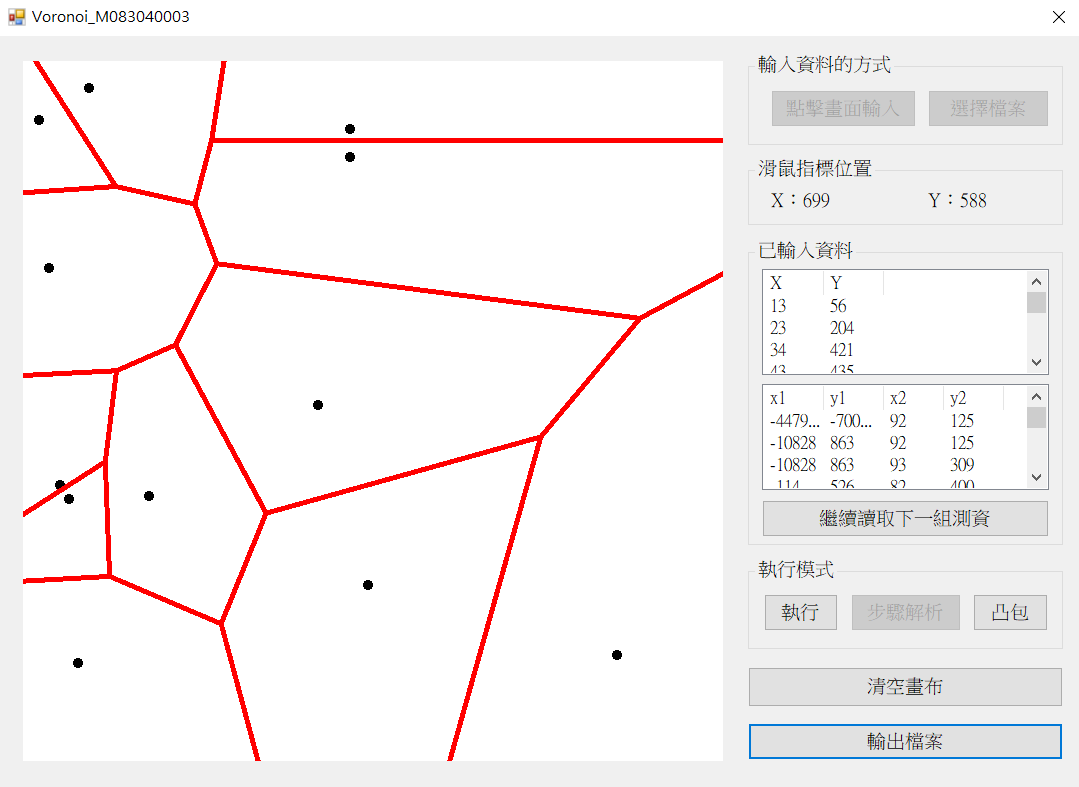 Voronoi_M083040003
輸入資料的方式
點擊畫面輸入 選擇檔案
滑鼠指標位置
X：699 Y：588
已輸入資料
X Y
13 56
23 204
34 421
43 435
x1 y1 x2 y2
-4479... -700... 92 125
-10828 863 92 125
-10828 863 93 309
-114 526 82 400
繼續讀取下一組測資
執行模式
執行 步驟解析 凸包
清空畫布
輸出檔案